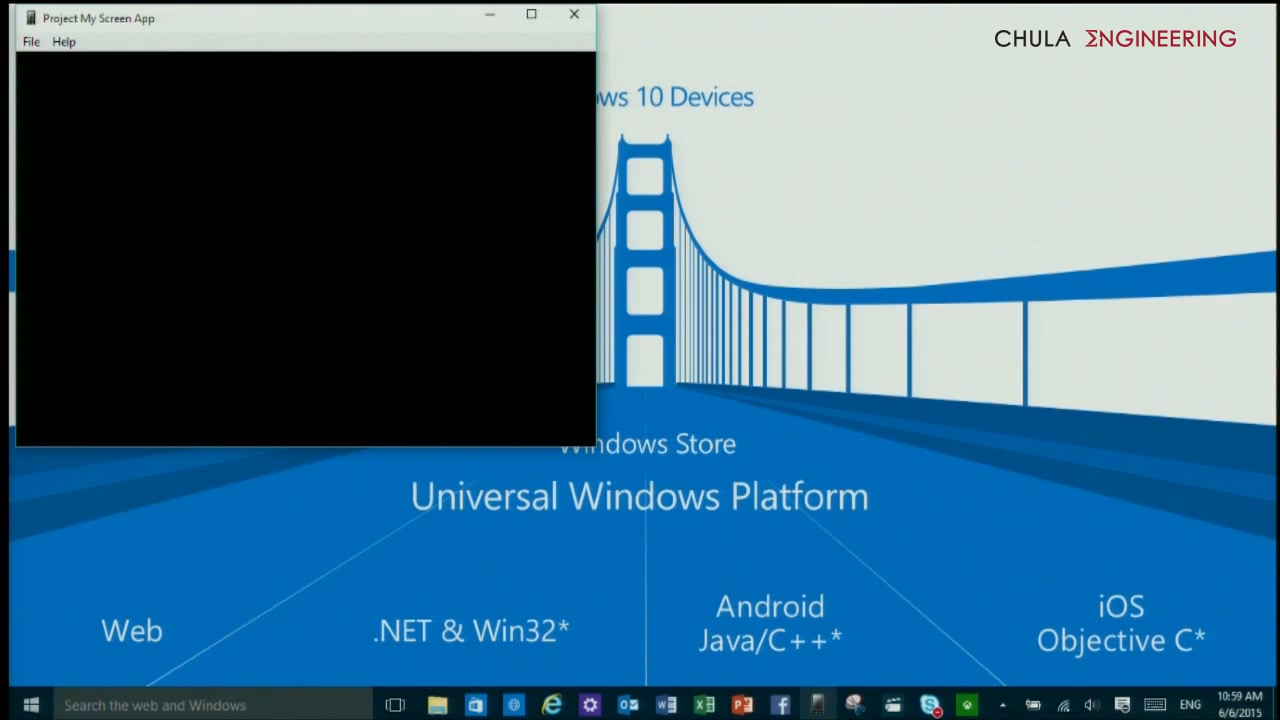 Project My Screen App
File Help
CHULA ΣNGINEERING
ws 10 Devices
Windows Store
Universal Windows Platform
Web
.NET & Win32*
Android
Java/C++*
iOS
Objective C*
Search the web and Windows
ENG
10:59 AM
6/6/2015